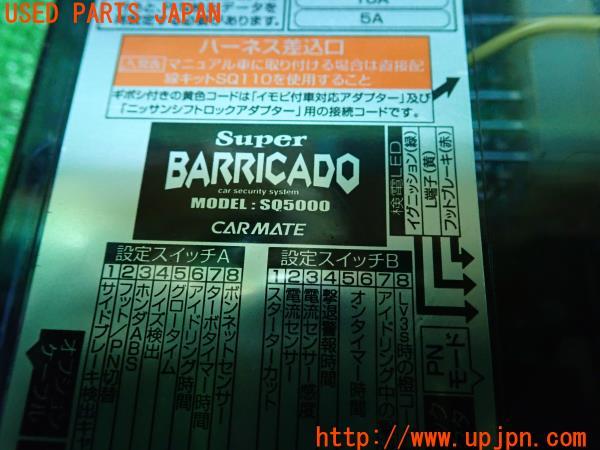 USED PARTS JAPAN
5A
ハーネス差込口
マニュアル車に取り付ける場合は直接配
線キットSQ110を使用すること
ギボシ付きの黄色コードは「イモビ付車対応アダプター」及び
「ニッサンシフトロックアダプター」用の接続コードです。
Super
BARRICADO
car security system
MODEL : SQ5000
CARMATE
検電LED
イグニッション(緑)
L端子(黄)
フットブレーキ(赤)
設定スイッチA
1 サイドブレーキ検出
2 フット/PN切替
3 ホンダABS
4 ノイズ検出
5 グロータイム
6 アイドリング時間
7 ターボタイマー時間
8 ボンネットセンサー
設定スイッチB
1 スターターカット
2 電流センサー
3 電流センサー感度
4 撃退警報時間
5
6 オンタイマー時間
7 アイドリング中の
8 LV3S時の
PN
モード
オプション
ケーブル
http://www.upjpn.com/